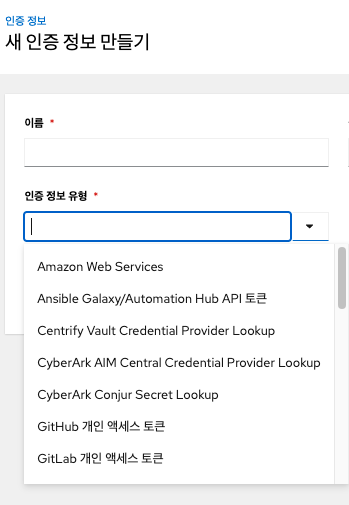 인증 정보
새 인증 정보 만들기
이름 *
인증 정보 유형 *
Amazon Web Services
Ansible Galaxy/Automation Hub API 토큰
Centrify Vault Credential Provider Lookup
CyberArk AIM Central Credential Provider Lookup
CyberArk Conjur Secret Lookup
GitHub 개인 액세스 토큰
GitLab 개인 액세스 토큰